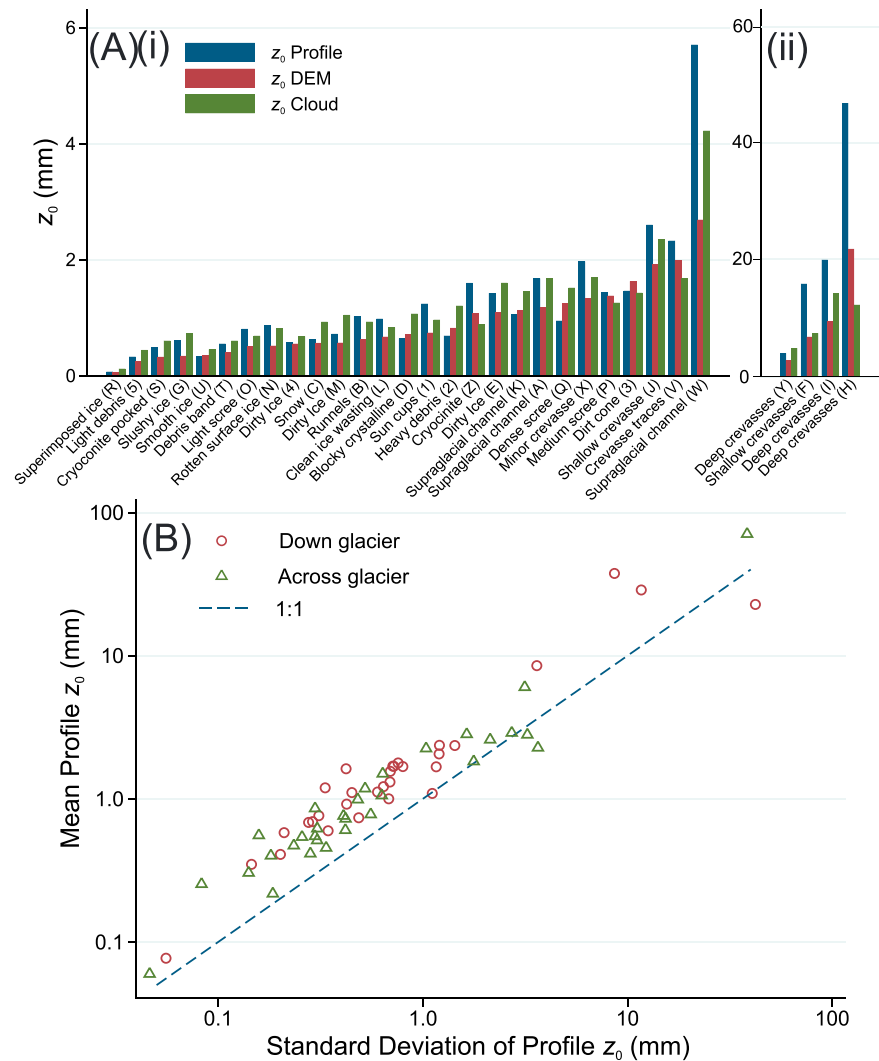 (A)(i)
z0 Profile
z0 DEM
z0 Cloud
6
4
2
0
z0 (mm)
Superimposed ice (R)
Light debris (5)
Cryoconite pocked (S)
Slushy ice (G)
Smooth ice (U)
Debris band (T)
Light scree (O)
Rotten surface ice (N)
Dirty Ice (4)
Snow (C)
Dirty Ice (M)
Runnels (B)
Clean Ice wasting (L)
Blocky crystalline (D)
Sun cups (1)
Heavy debris (2)
Cryocinite (Z)
Dirty Ice (E)
Supraglacial channel (K)
Supraglacial channel (A)
Dense scree (Q)
Minor crevasse (X)
Medium scree (P)
Dirt cone (3)
Shallow crevasse (J)
Crevasse traces (V)
Supraglacial channel (W)
(ii)
60
40
20
0
Deep crevasses (Y)
Shallow crevasses (F)
Deep crevasses (I)
Deep crevasses (H)
(B)
Down glacier
Across glacier
1:1
100
10
1.0
0.1
Mean Profile z0 (mm)
0.1 1.0 10 100
Standard Deviation of Profile z0 (mm)